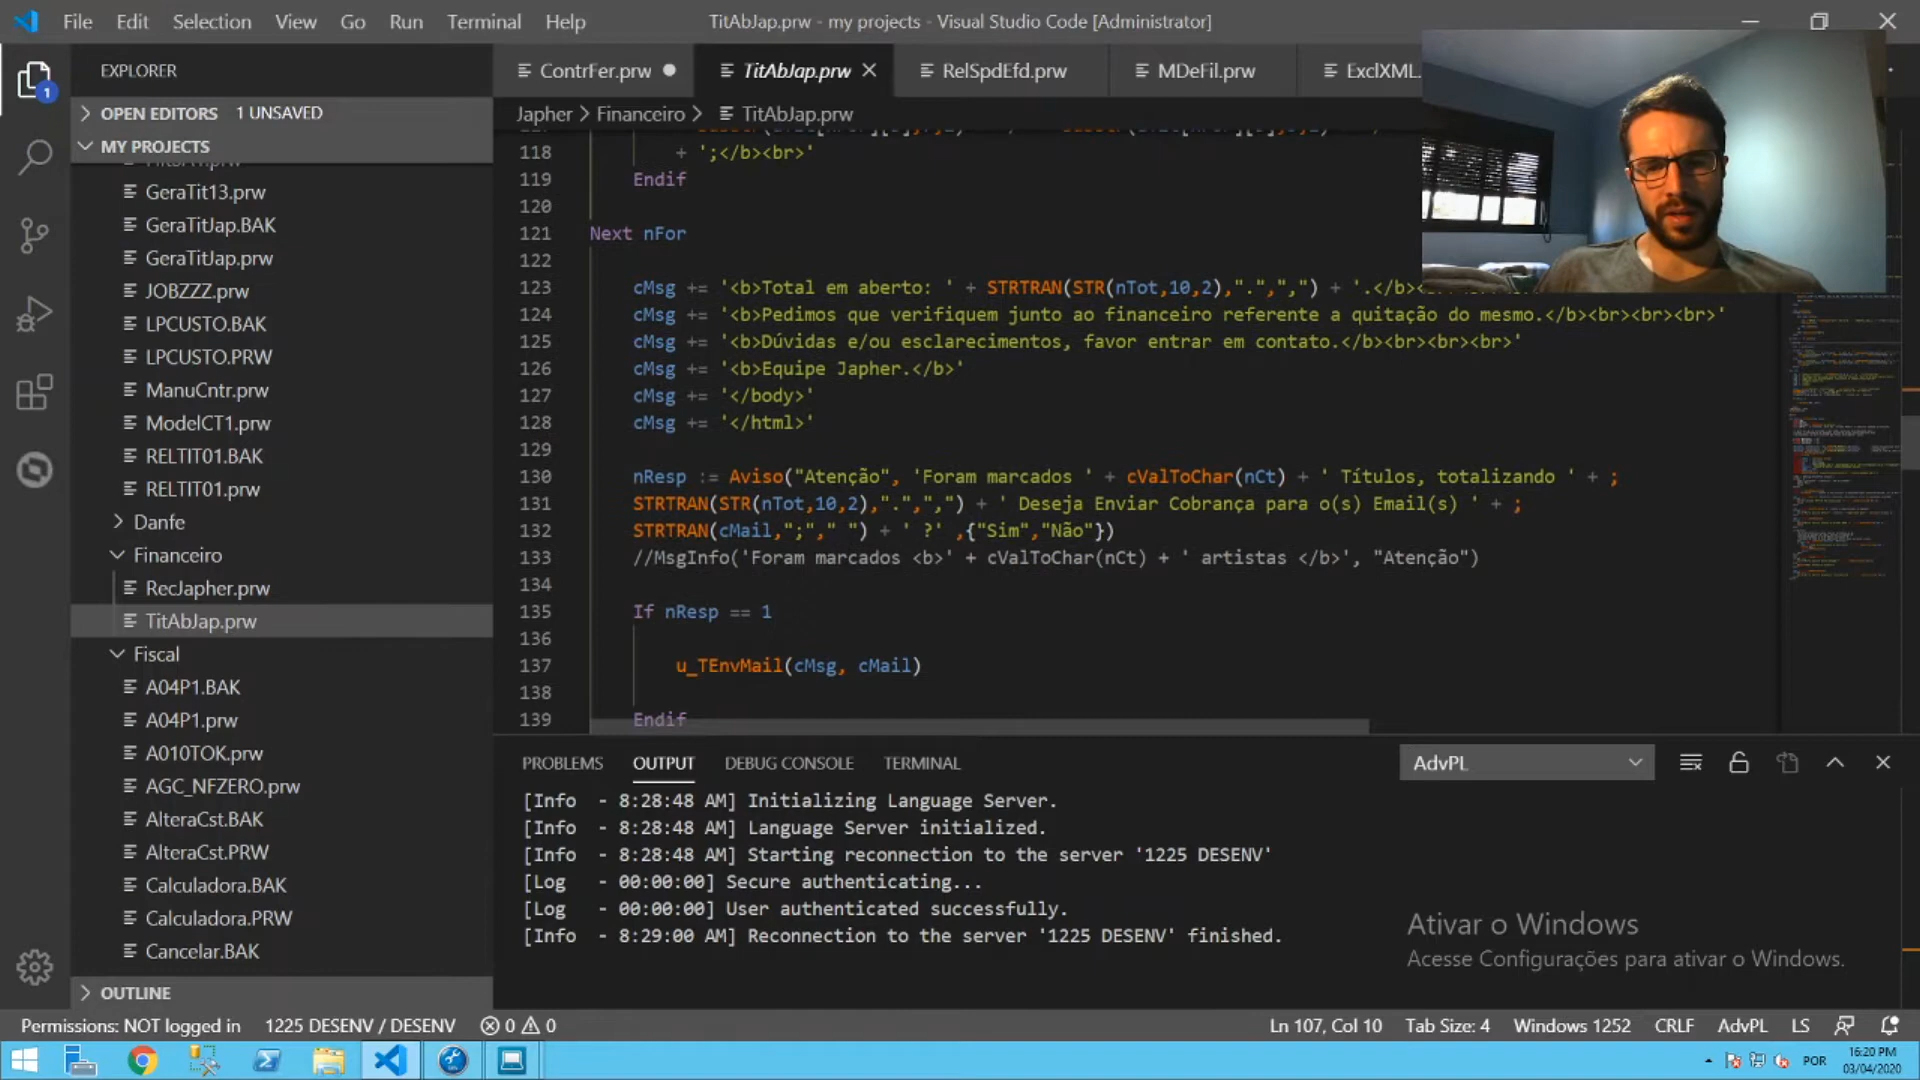 File Edit Selection View Go Run Terminal Help
TitAbJap.prw - my projects - Visual Studio Code [Administrator]
EXPLORER
OPEN EDITORS 1 UNSAVED
MY PROJECTS
GeraTit13.prw
GeraTitJap.BAK
GeraTitJap.prw
JOBZZZ.prw
LPCUSTO.BAK
LPCUSTO.PRW
ManuCntr.prw
ModelCT1.prw
RELTIT01.BAK
RELTIT01.prw
Danfe
Financeiro
RecJapher.prw
TitAbJap.prw
Fiscal
A04P1.BAK
A04P1.prw
A010TOK.prw
AGC_NFZERO.prw
AlteraCst.BAK
AlteraCst.PRW
Calculadora.BAK
Calculadora.PRW
Cancelar.BAK
OUTLINE
1
ContrFer.prw TitAbJap.prw RelSpdEfd.prw MDeFil.prw ExclXML.
Japher > Financeiro > TitAbJap.prw
118 + ';</b><br>'
119 Endif
120
121 Next nFor
122
123 cMsg += '<b>Total em aberto: ' + STRTRAN(STR(nTot,10,2),".",",") + '.</b>
124 cMsg += '<b>Pedimos que verifiquem junto ao financeiro referente a quitação do mesmo.</b><br><br><br>'
125 cMsg += '<b>Dúvidas e/ou esclarecimentos, favor entrar em contato.</b><br><br><br>'
126 cMsg += '<b>Equipe Japher.</b>'
127 cMsg += '</body>'
128 cMsg += '</html>'
129
130 nResp := Aviso("Atenção", 'Foram marcados ' + cValToChar(nCt) + ' Títulos, totalizando ' + ;
131 STRTRAN(STR(nTot,10,2),".",",") + ' Deseja Enviar Cobrança para o(s) Email(s) ' + ;
132 STRTRAN(cMail,";"," ") + ' ?' ,{"Sim","Não"})
133 //MsgInfo('Foram marcados <b>' + cValToChar(nCt) + ' artistas </b>', "Atenção")
134
135 If nResp == 1
136
137 u_TEnvMail(cMsg, cMail)
138
139 Endif
PROBLEMS OUTPUT DEBUG CONSOLE TERMINAL AdvPL
[Info - 8:28:48 AM] Initializing Language Server.
[Info - 8:28:48 AM] Language Server initialized.
[Info - 8:28:48 AM] Starting reconnection to the server '1225 DESENV'
[Log - 00:00:00] Secure authenticating...
[Log - 00:00:00] User authenticated successfully.
[Info - 8:29:00 AM] Reconnection to the server '1225 DESENV' finished.
Ativar o Windows
Acesse Configurações para ativar o Windows.
Permissions: NOT logged in 1225 DESENV / DESENV 0 0 Ln 107, Col 10 Tab Size: 4 Windows 1252 CRLF AdvPL LS
POR 16:20 PM
03/04/2020